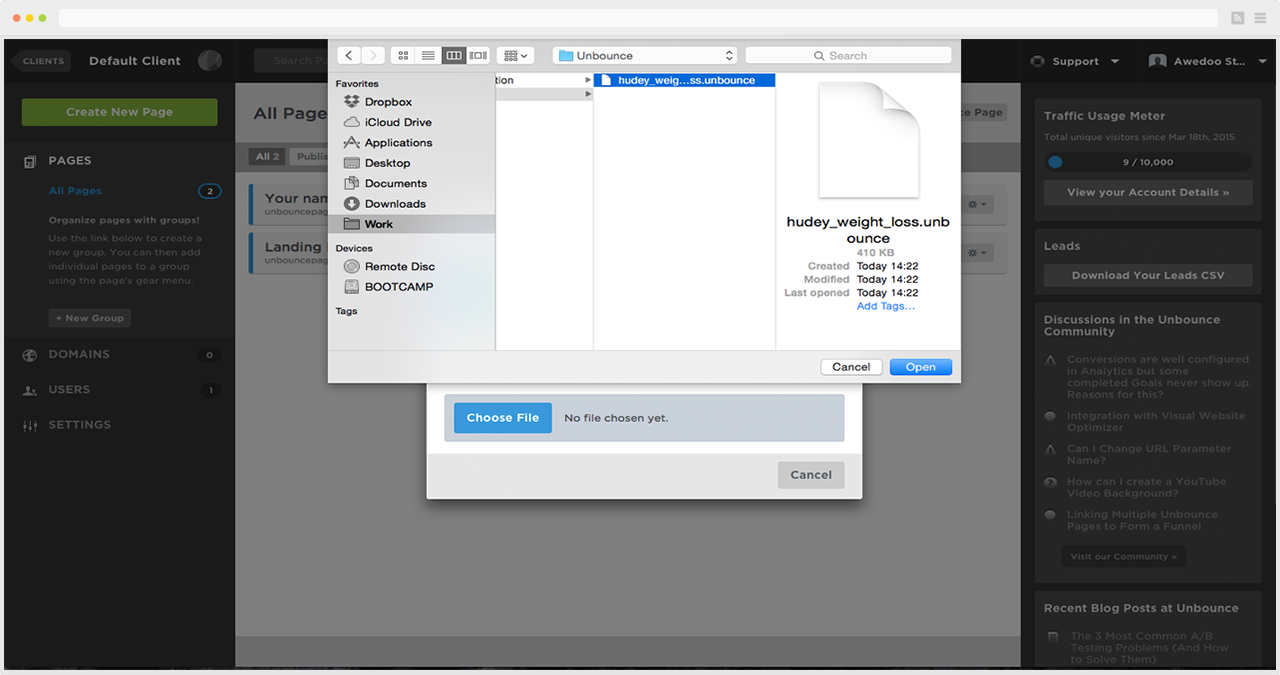 CLIENTS
Default Client
Search
Support
Awedoo St...
Create New Page
PAGES
All Pages
2
Organize pages with groups!
Use the link below to create a
new group. You can then add
individual pages to a group
using the page's gear menu.
+ New Group
DOMAINS
0
USERS
1
SETTINGS
All Page
All 2
Publis
Your nam
unbouncepag
Landing
unbouncepag
Page
Unbounce
Search
Favorites
Dropbox
iCloud Drive
Applications
Desktop
Documents
Downloads
Work
Devices
Remote Disc
BOOTCAMP
Tags
tion
hudey_weig...ss.unbounce
hudey_weight_loss.unb
ounce
410 KB
Created Today 14:22
Modified Today 14:22
Last opened Today 14:22
Add Tags...
Cancel
Open
Choose File
No file chosen yet.
Cancel
Traffic Usage Meter
Total unique visitors since Mar 18th, 2015
9 / 10,000
View your Account Details »
Leads
Download Your Leads CSV
Discussions in the Unbounce
Community
Conversions are well configured
in Analytics but some
completed Goals never show up.
Reasons for this?
Integration with Visual Website
Optimizer
Can I Change URL Parameter
Name?
How can I create a YouTube
Video Background?
Linking Multiple Unbounce
Pages to Form a Funnel
Visit our Community »
Recent Blog Posts at Unbounce
The 3 Most Common A/B
Testing Problems (And How
to Solve Them)